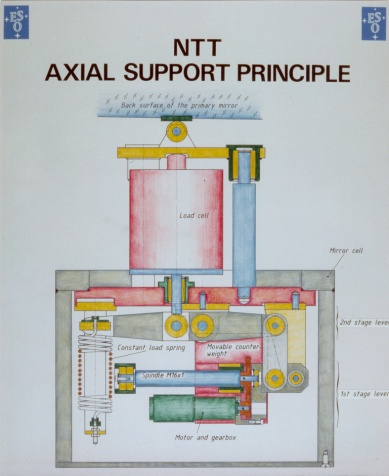 ESO
ESO
NTT
AXIAL SUPPORT PRINCIPLE
Back surface of the primary mirror
Load cell
Mirror cell
2nd stage lever
Constant load spring
Movable counter
weight
Spindle M16x1
1st stage lever
Motor and gearbox